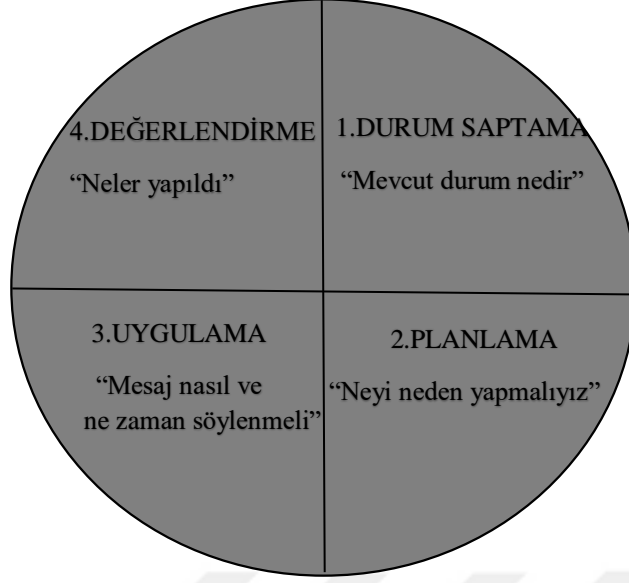 4.DEĞERLENDİRME
“Neler yapıldı”
1.DURUM SAPTAMA
“Mevcut durum nedir”
3.UYGULAMA
“Mesaj nasıl ve
ne zaman söylenmeli”
2.PLANLAMA
“Neyi neden yapmalıyız”